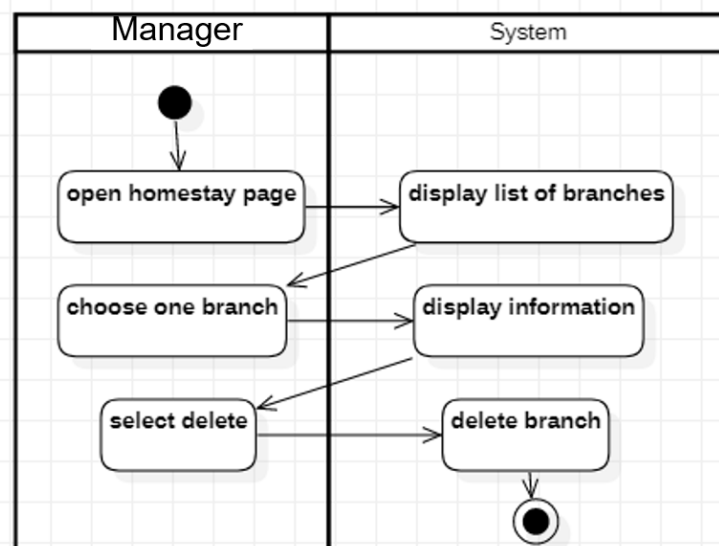 Manager
System
open homestay page
display list of branches
choose one branch
display information
select delete
delete branch